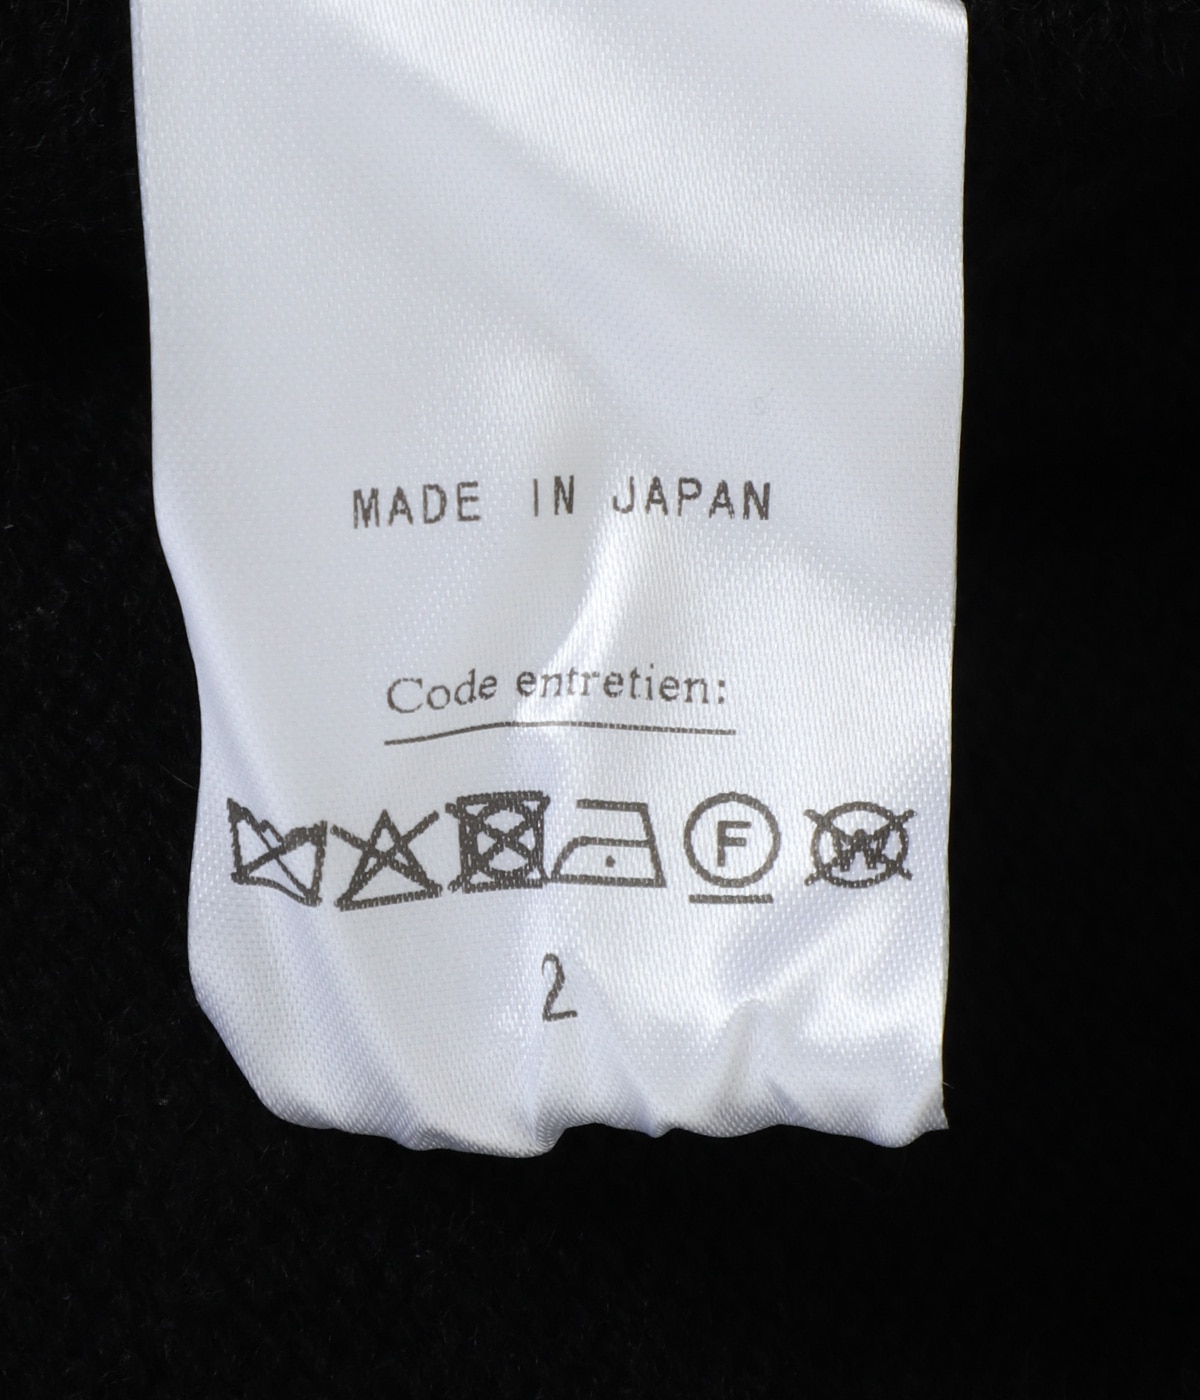 MADE IN JAPAN
Code entretien:
F W
2